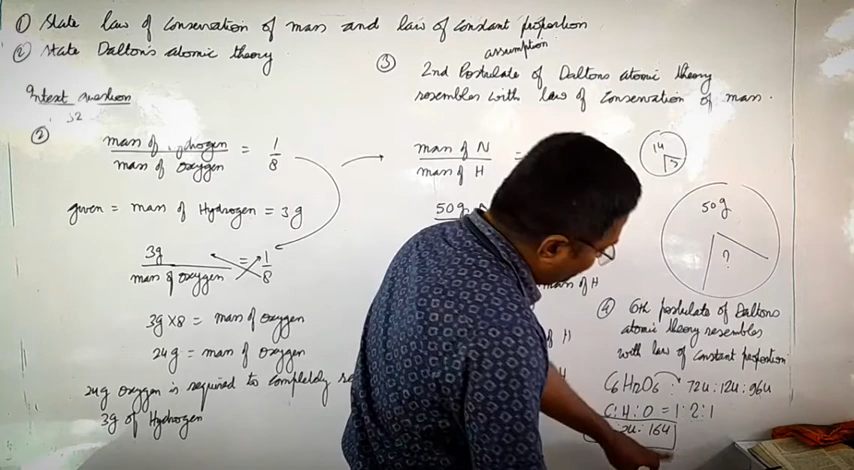 ① State law of conservation of mass and law of constant proportion
② State Dalton's atomic theory
Intext question
32
②
mass of hydrogen / mass of oxygen = 1/8
given = mass of Hydrogen = 3g
3g / mass of oxygen = 1/8
3g × 8 = mass of oxygen
24g = mass of oxygen
24g oxygen is required to completely
3g of Hydrogen
assumption
③ 2nd Postulate of Daltons atomic theory
resembles with law of conservation of mass.
mass of N / mass of H =
50g
mass of H
of H
H
14
3
50g
?
④ 6th postulate of Daltons
atomic theory resembles
with law of constant proportion
C6H12O6 → 72u : 12u : 96u
C : H : O = 1 : 2 : 1
2u : 16u